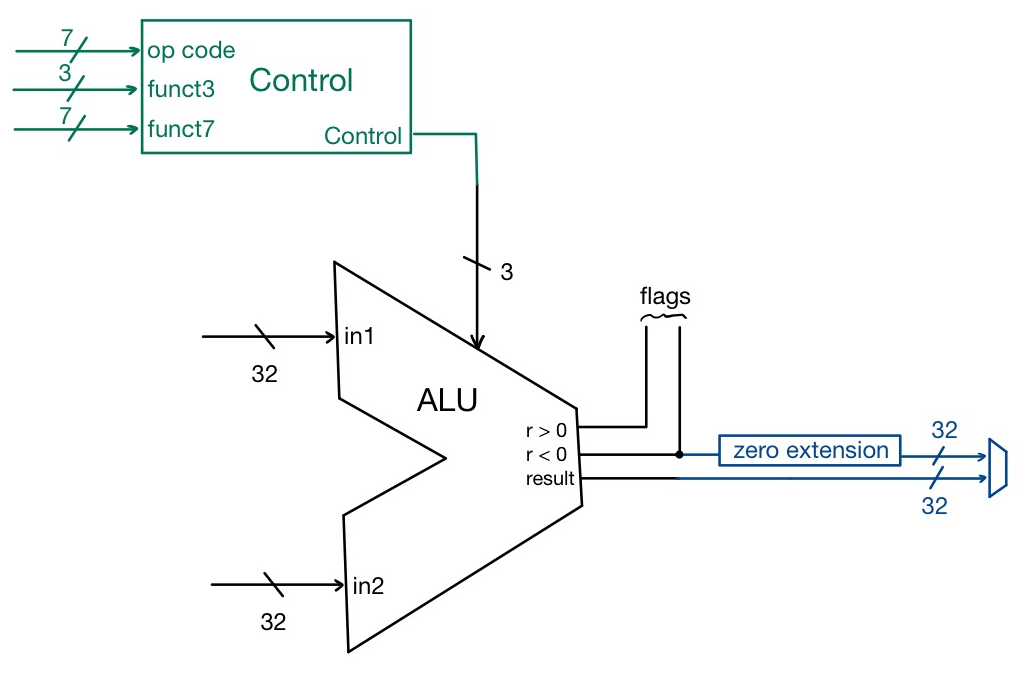 7
op code
3
funct3
Control
7
funct7
Control
3
flags
in1
32
ALU
r > 0
r < 0
result
zero extension
32
32
in2
32